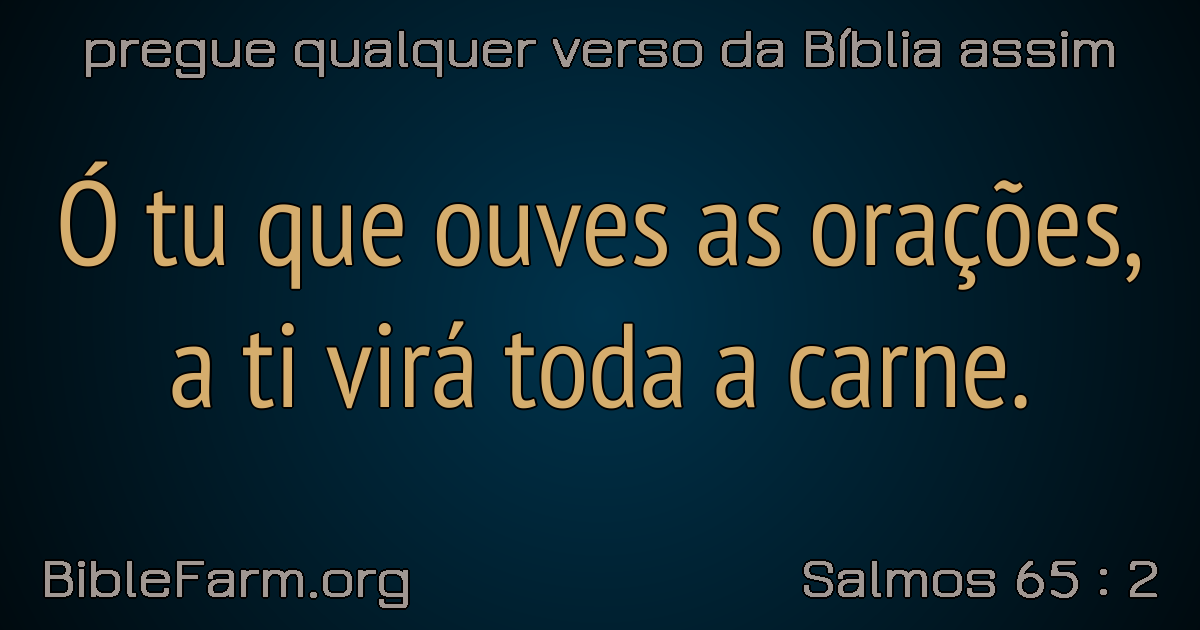 pregue qualquer verso da Bíblia assim
Ó tu que ouves as orações,
a ti virá toda a carne.
BibleFarm.org
Salmos 65 : 2